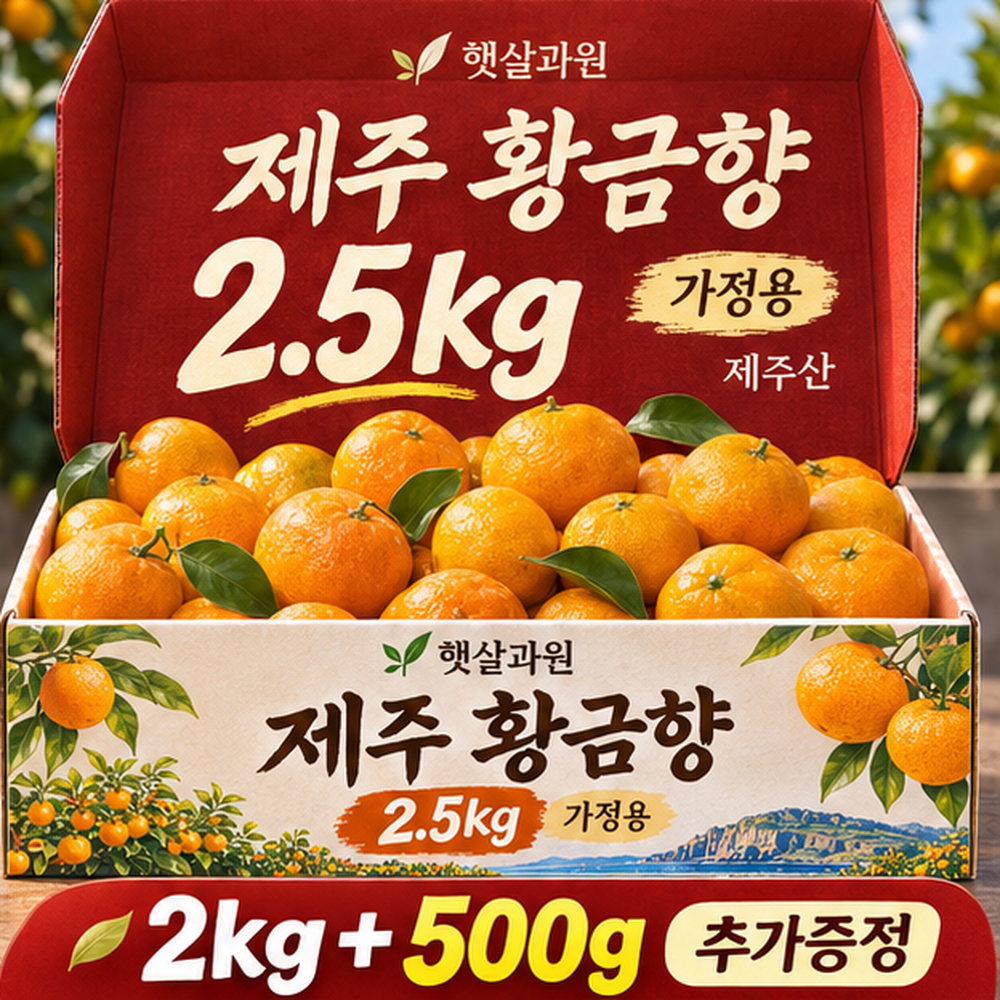 햇살과원
제주 황금향
2.5kg
가정용
제주산
햇살과원
제주 황금향
2.5kg 가정용
2kg+500g 추가증정